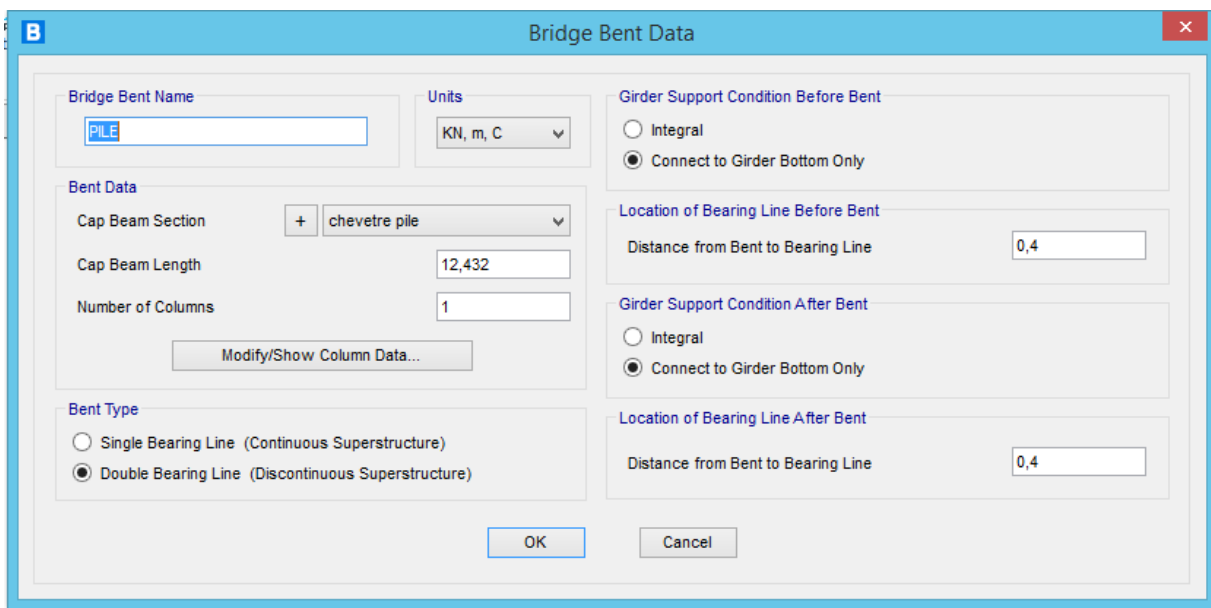 B
Bridge Bent Data
Bridge Bent Name
PILE
Units
KN, m, C
Bent Data
Cap Beam Section
+
chevetre pile
Cap Beam Length
12,432
Number of Columns
1
Modify/Show Column Data...
Bent Type
Single Bearing Line (Continuous Superstructure)
Double Bearing Line (Discontinuous Superstructure)
Girder Support Condition Before Bent
Integral
Connect to Girder Bottom Only
Location of Bearing Line Before Bent
Distance from Bent to Bearing Line
0,4
Girder Support Condition After Bent
Integral
Connect to Girder Bottom Only
Location of Bearing Line After Bent
Distance from Bent to Bearing Line
0,4
OK
Cancel